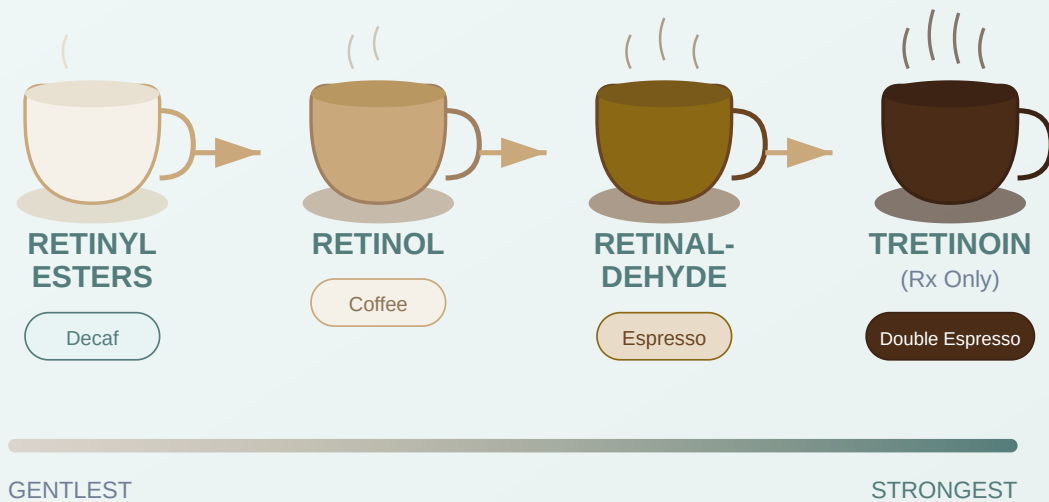 RETINYL
ESTERS
Decaf
RETINOL
Coffee
RETINAL-
DEHYDE
Espresso
TRETINOIN
(Rx Only)
Double Espresso
GENTLEST
STRONGEST